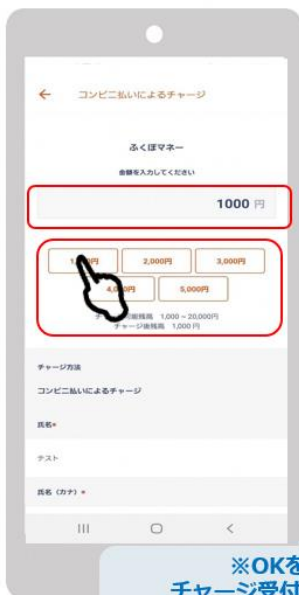 コンビニ払いによるチャージ
ふくぽマネー
金額を入力してください
1000 円
2,000円
3,000円
5,000円
1,000 ~ 20,000円
チャージ後残高 1,000 円
チャージ方法
コンビニ払いによるチャージ
氏名*
テスト
氏名（カナ）*
※OKを
チャージ受付